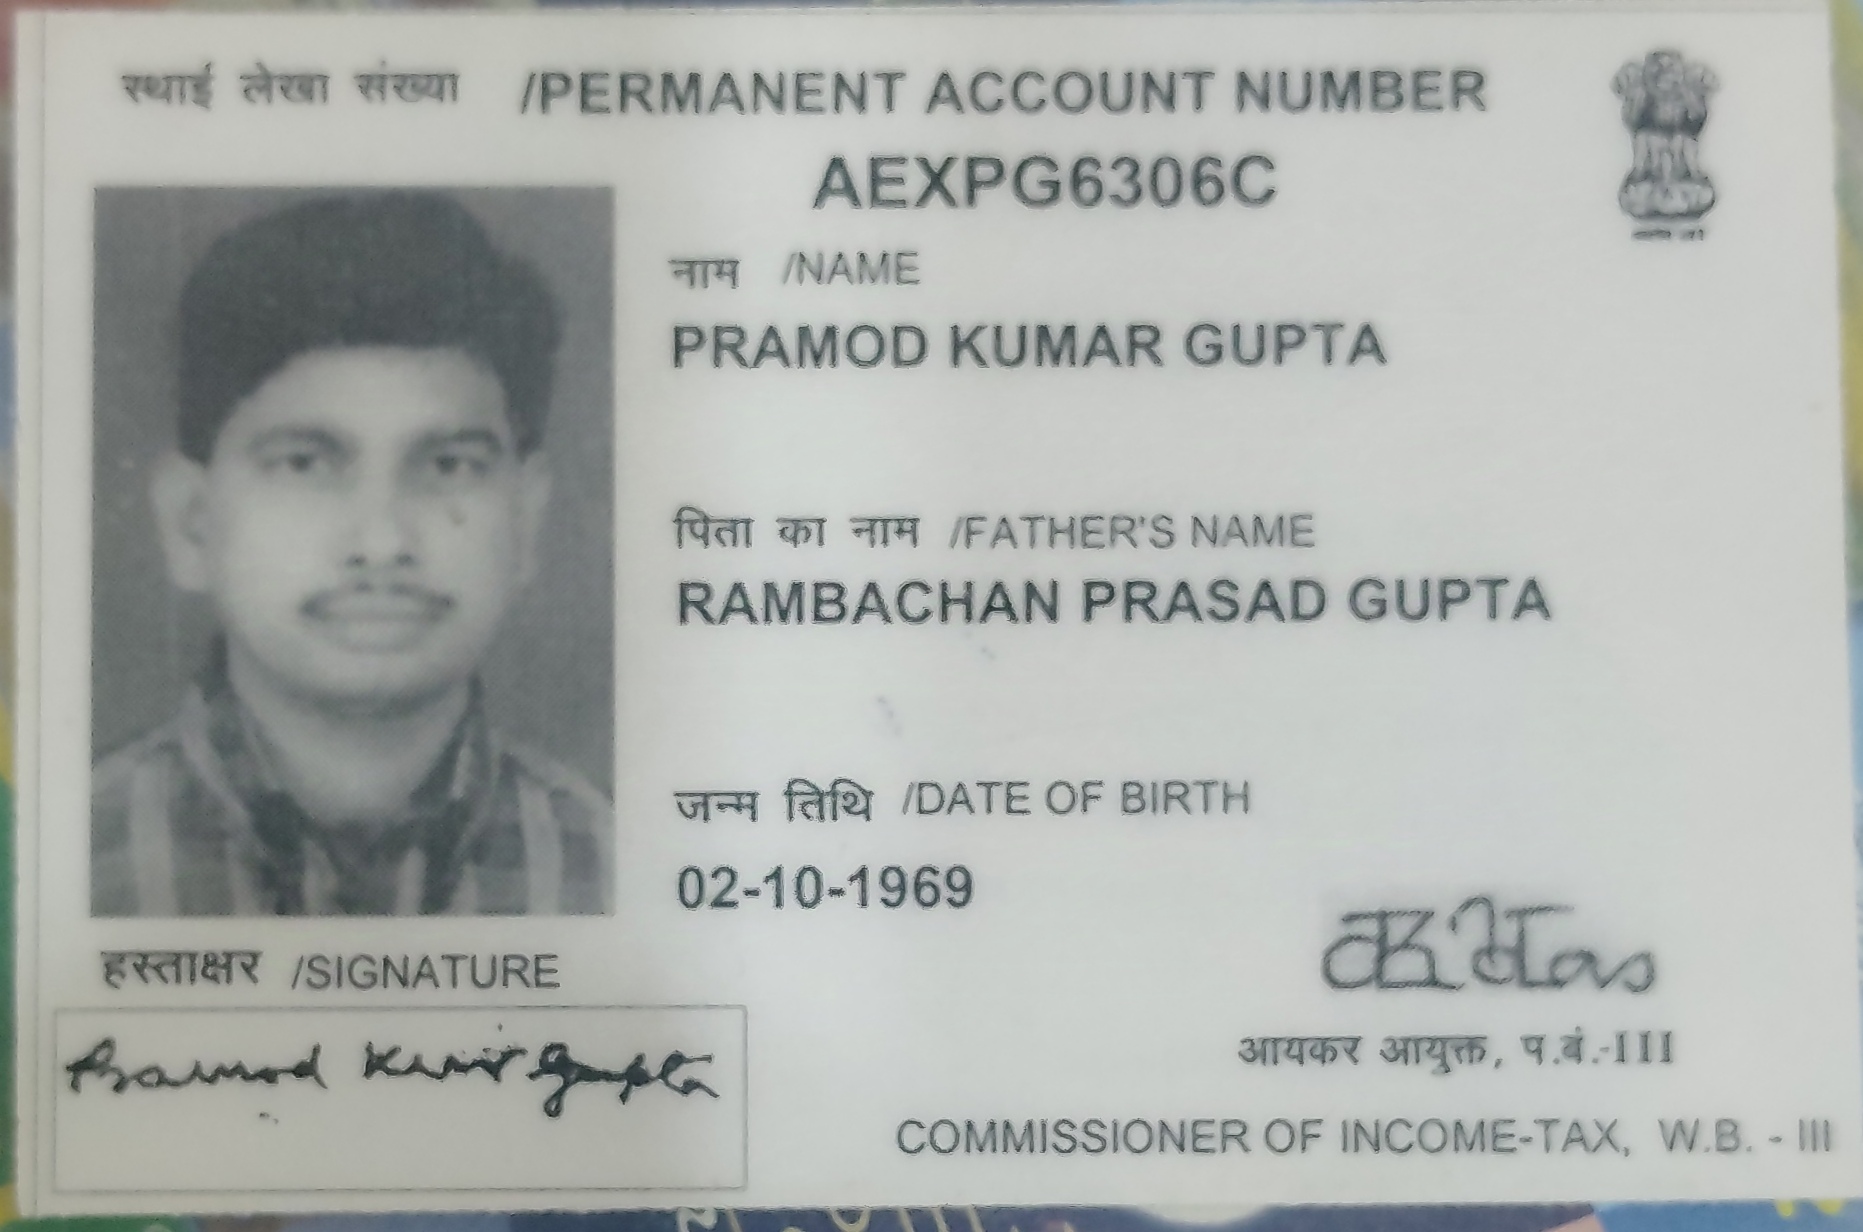 स्थाई लेखा संख्या /PERMANENT ACCOUNT NUMBER
AEXPG6306C
नाम /NAME
PRAMOD KUMAR GUPTA
पिता का नाम /FATHER'S NAME
RAMBACHAN PRASAD GUPTA
जन्म तिथि /DATE OF BIRTH
02-10-1969
हस्ताक्षर /SIGNATURE
Pramod Kumar Gupta
आयकर आयुक्त, प.बं.-III
COMMISSIONER OF INCOME-TAX, W.B. - III